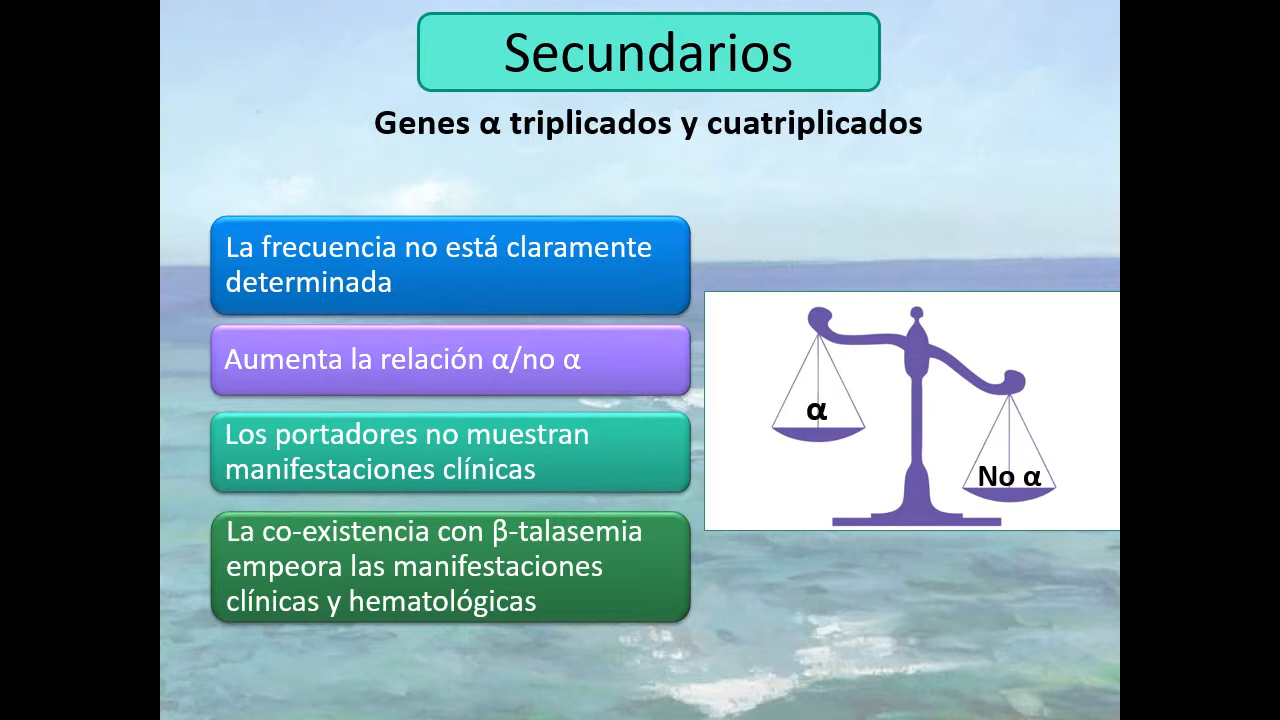 Secundarios
Genes α triplicados y cuatriplicados
La frecuencia no está claramente
determinada
Aumenta la relación α/no α
Los portadores no muestran
manifestaciones clínicas
La co-existencia con β-talasemia
empeora las manifestaciones
clínicas y hematológicas
α
No α